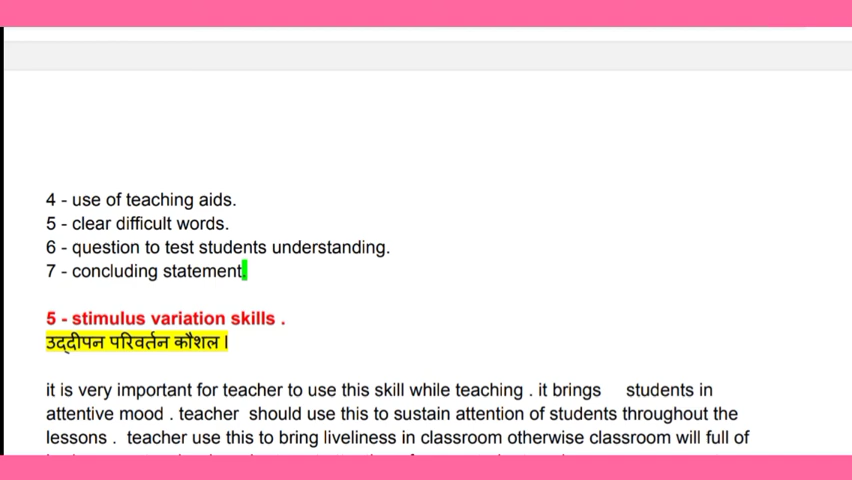 4 - use of teaching aids.
5 - clear difficult words.
6 - question to test students understanding.
7 - concluding statement.
5 - stimulus variation skills .
उद्दीपन परिवर्तन कौशल ।
it is very important for teacher to use this skill while teaching . it brings students in
attentive mood . teacher should use this to sustain attention of students throughout the
lessons . teacher use this to bring liveliness in classroom otherwise classroom will full of